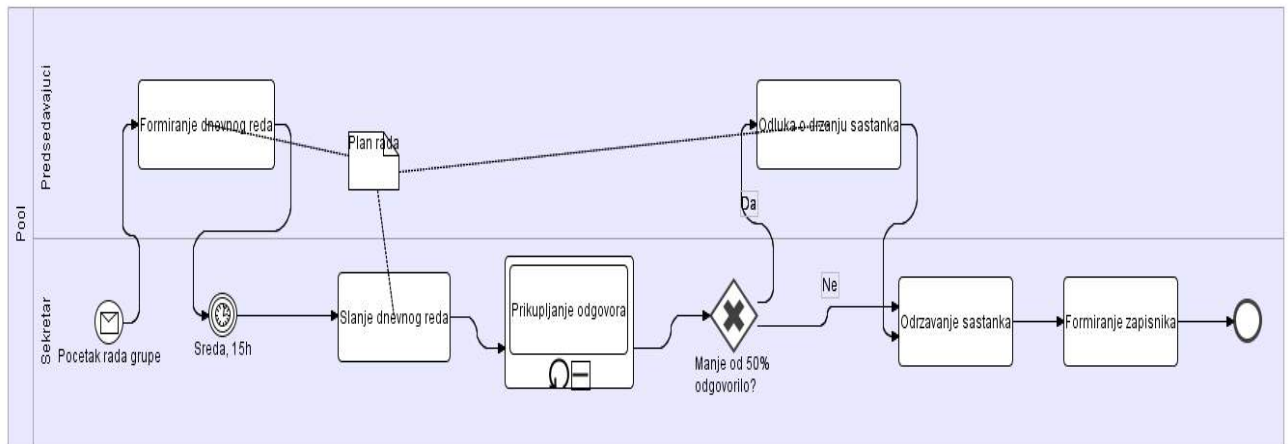 Pool
Predsedavajuci
Formiranje dnevnog reda
Plan rada
Odluka o drzanju sastanka
Da
Sekretar
Pocetak rada grupe
Sreda, 15h
Slanje dnevnog reda
Prikupljanje odgovora
Manje od 50%
odgovorilo?
Ne
Odrzavanje sastanka
Formiranje zapisnika